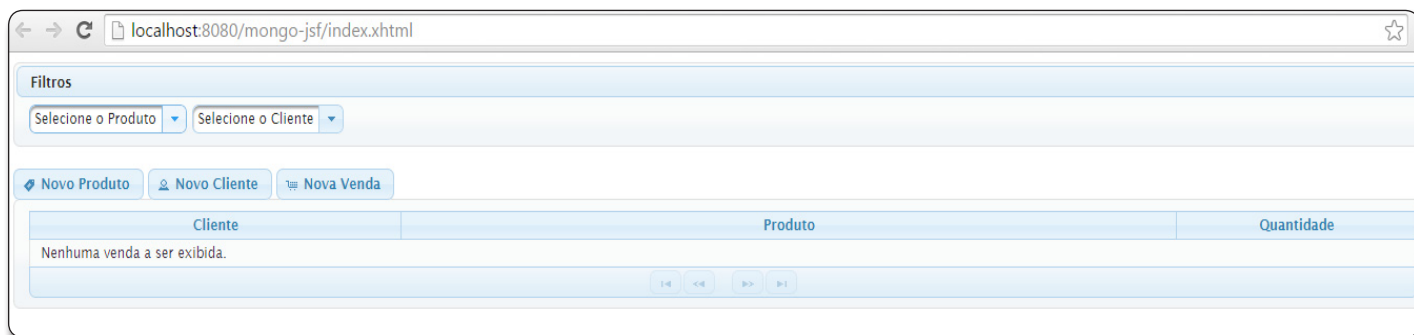 localhost:8080/mongo-jsf/index.xhtml
Filtros
Selecione o Produto Selecione o Cliente
Novo Produto Novo Cliente Nova Venda
Cliente Produto Quantidade
Nenhuma venda a ser exibida.